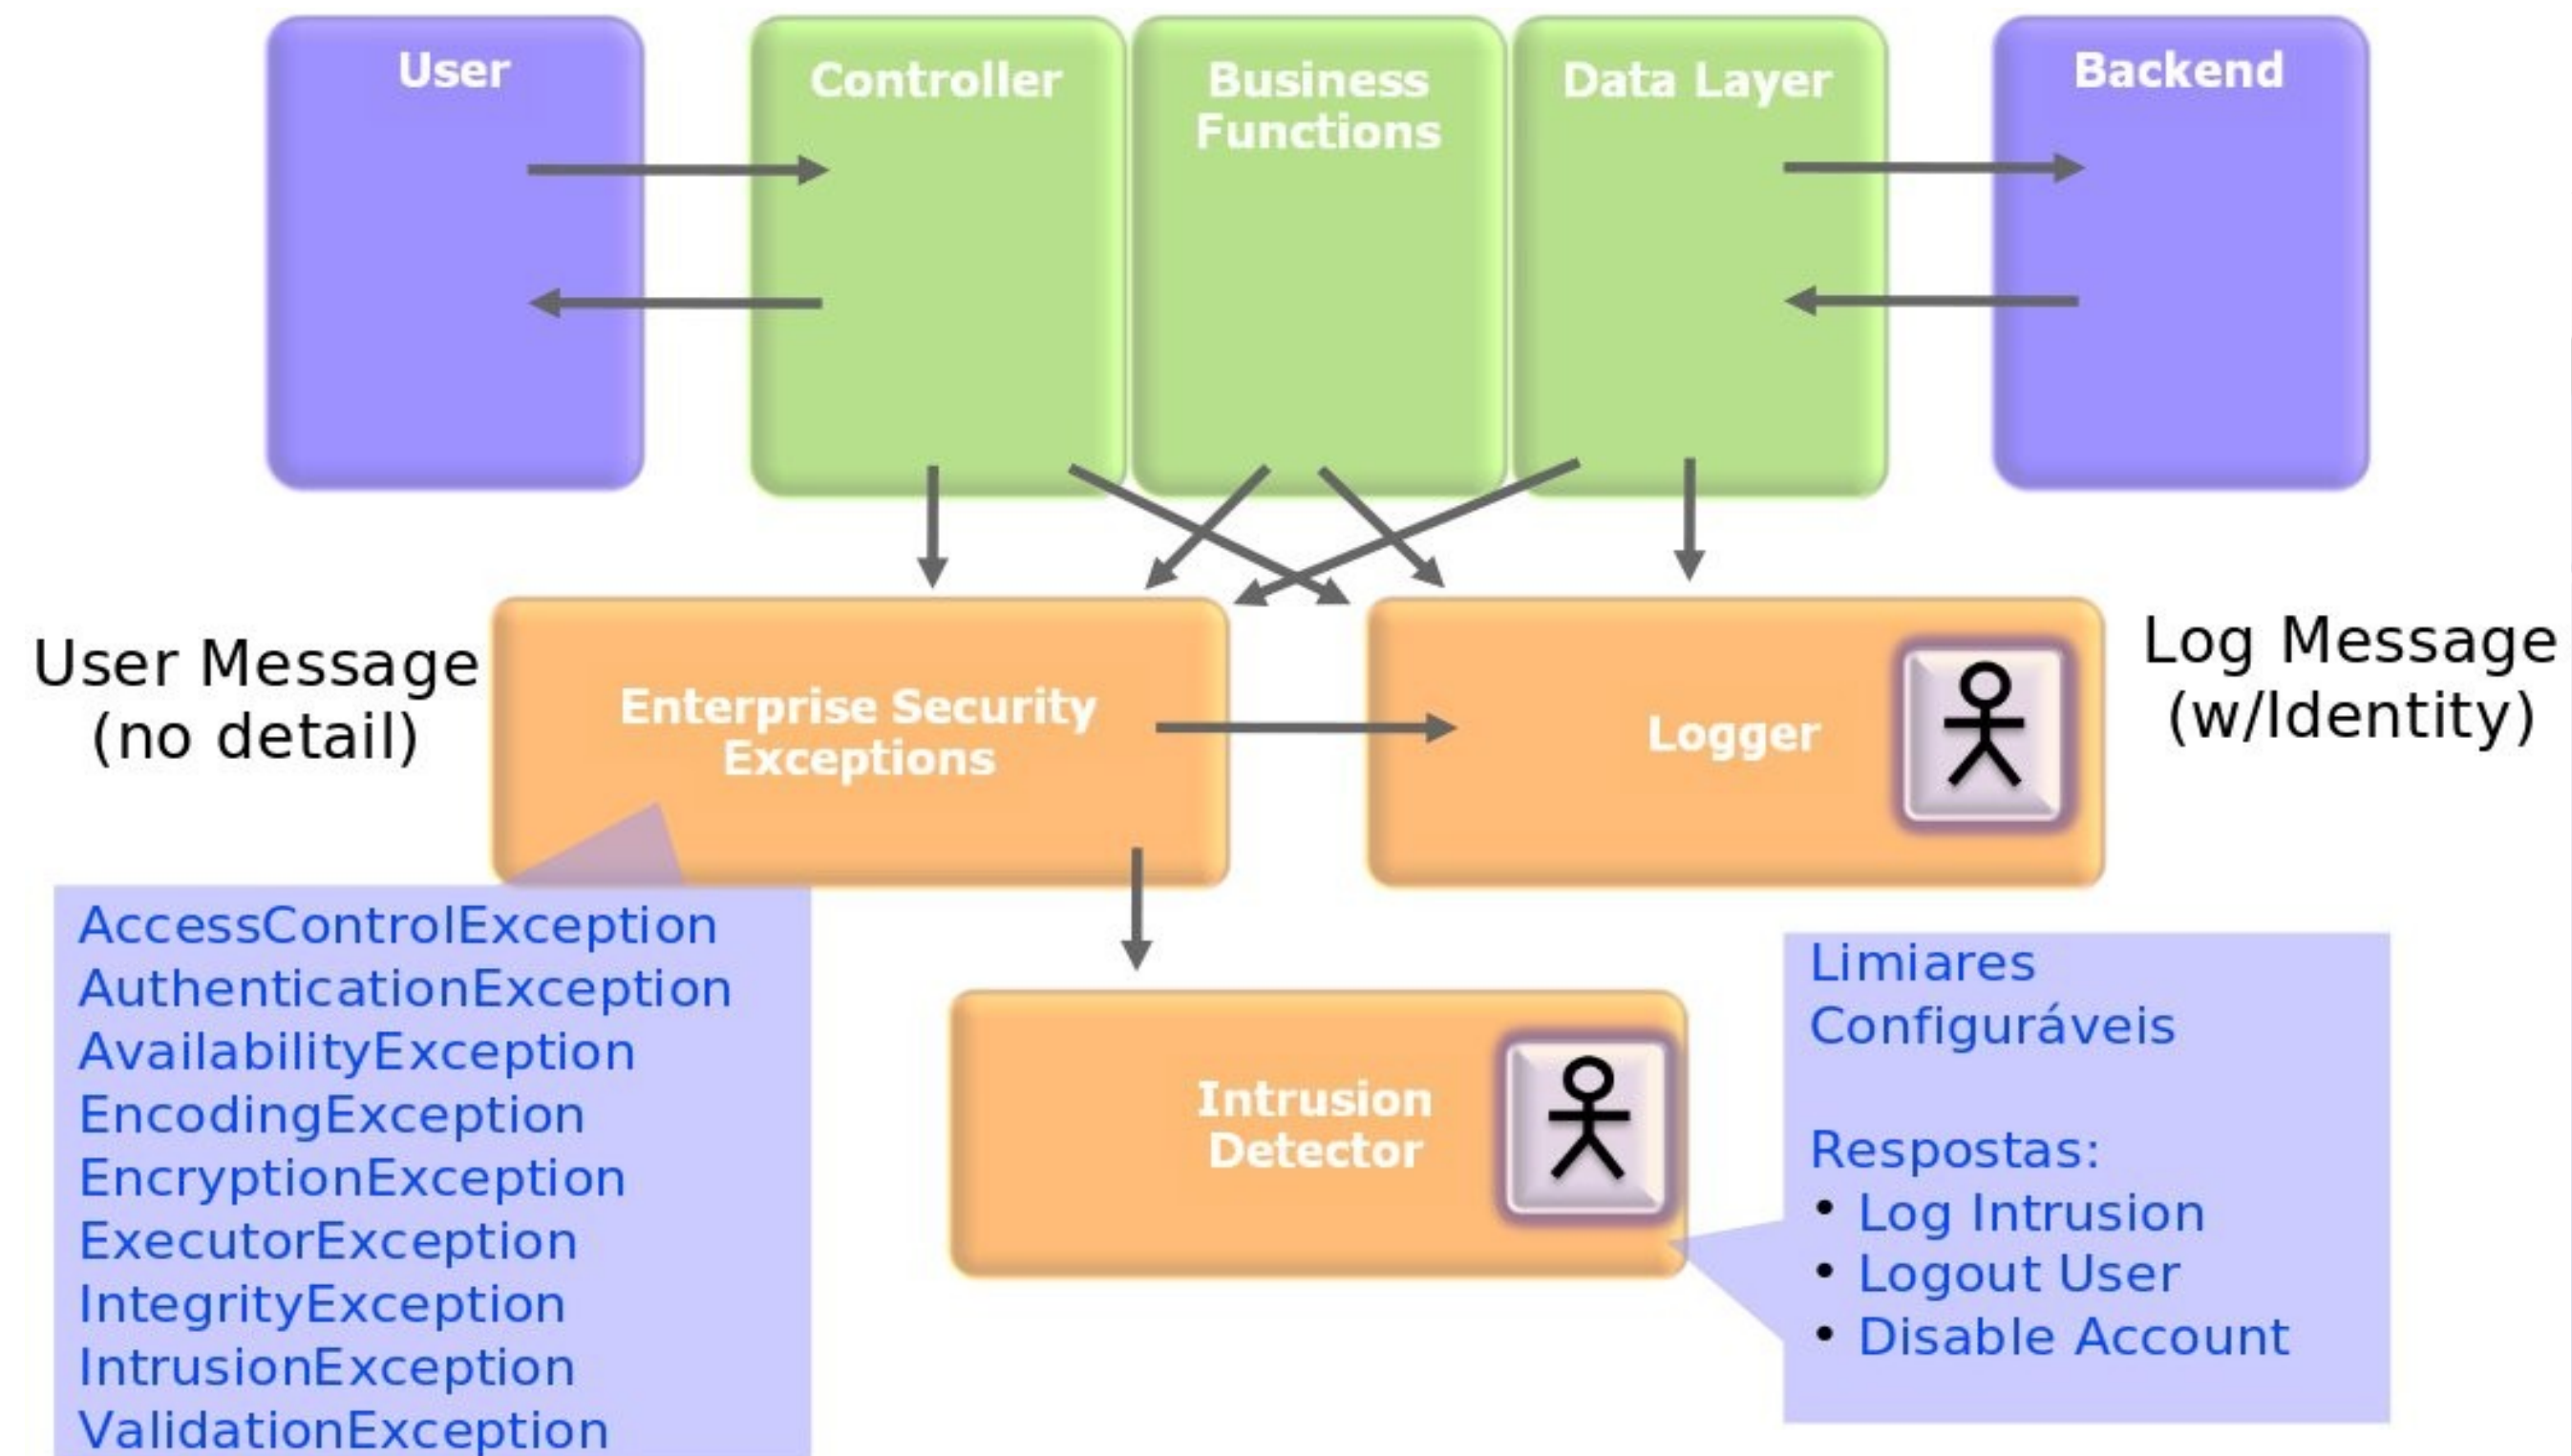 User
Controller
Business
Functions
Data Layer
Backend
User Message
(no detail)
Enterprise Security
Exceptions
Logger
Log Message
(w/Identity)
AccessControlException
AuthenticationException
AvailabilityException
EncodingException
EncryptionException
ExecutorException
IntegrityException
IntrusionException
ValidationException
Intrusion
Detector
Limiares
Configuráveis
Respostas:
• Log Intrusion
• Logout User
• Disable Account